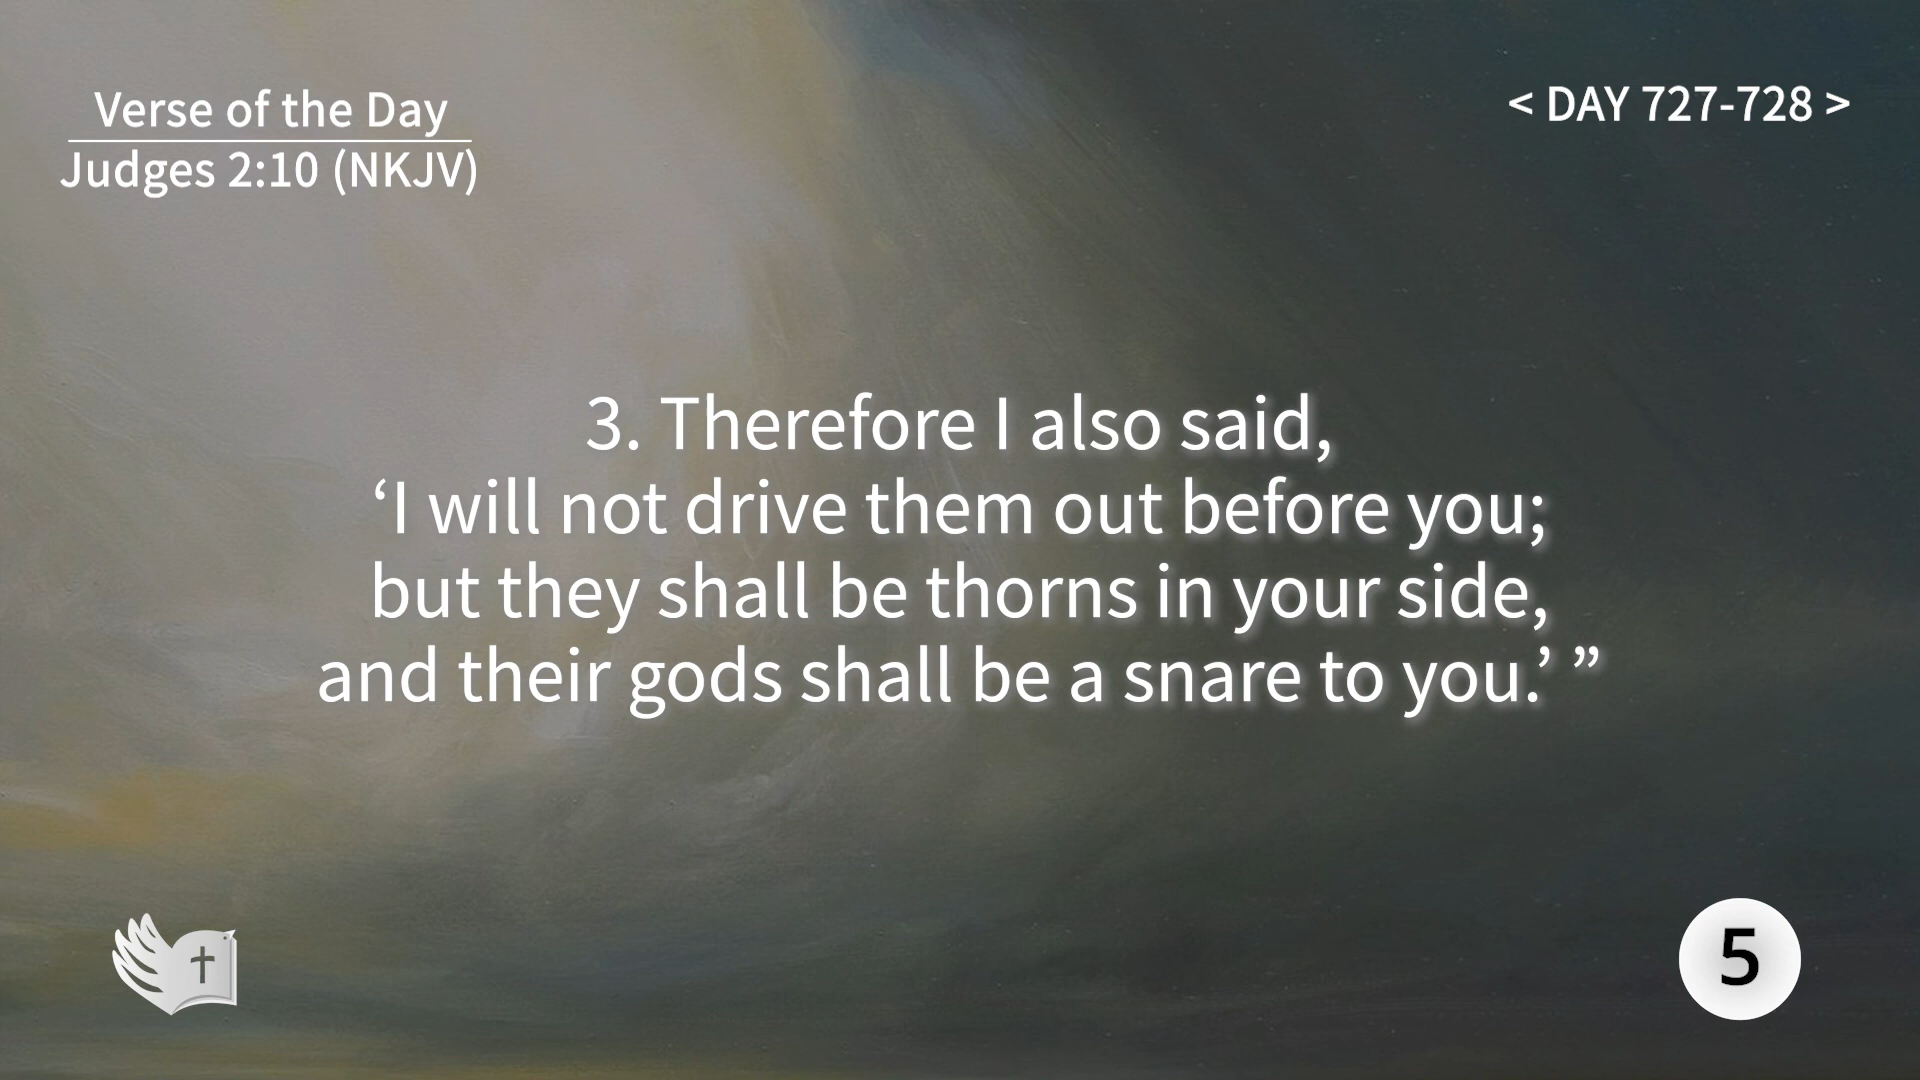 Verse of the Day
Judges 2:10 (NKJV)
< DAY 727-728 >
3. Therefore I also said,
‘I will not drive them out before you;
but they shall be thorns in your side,
and their gods shall be a snare to you.’ ”
5